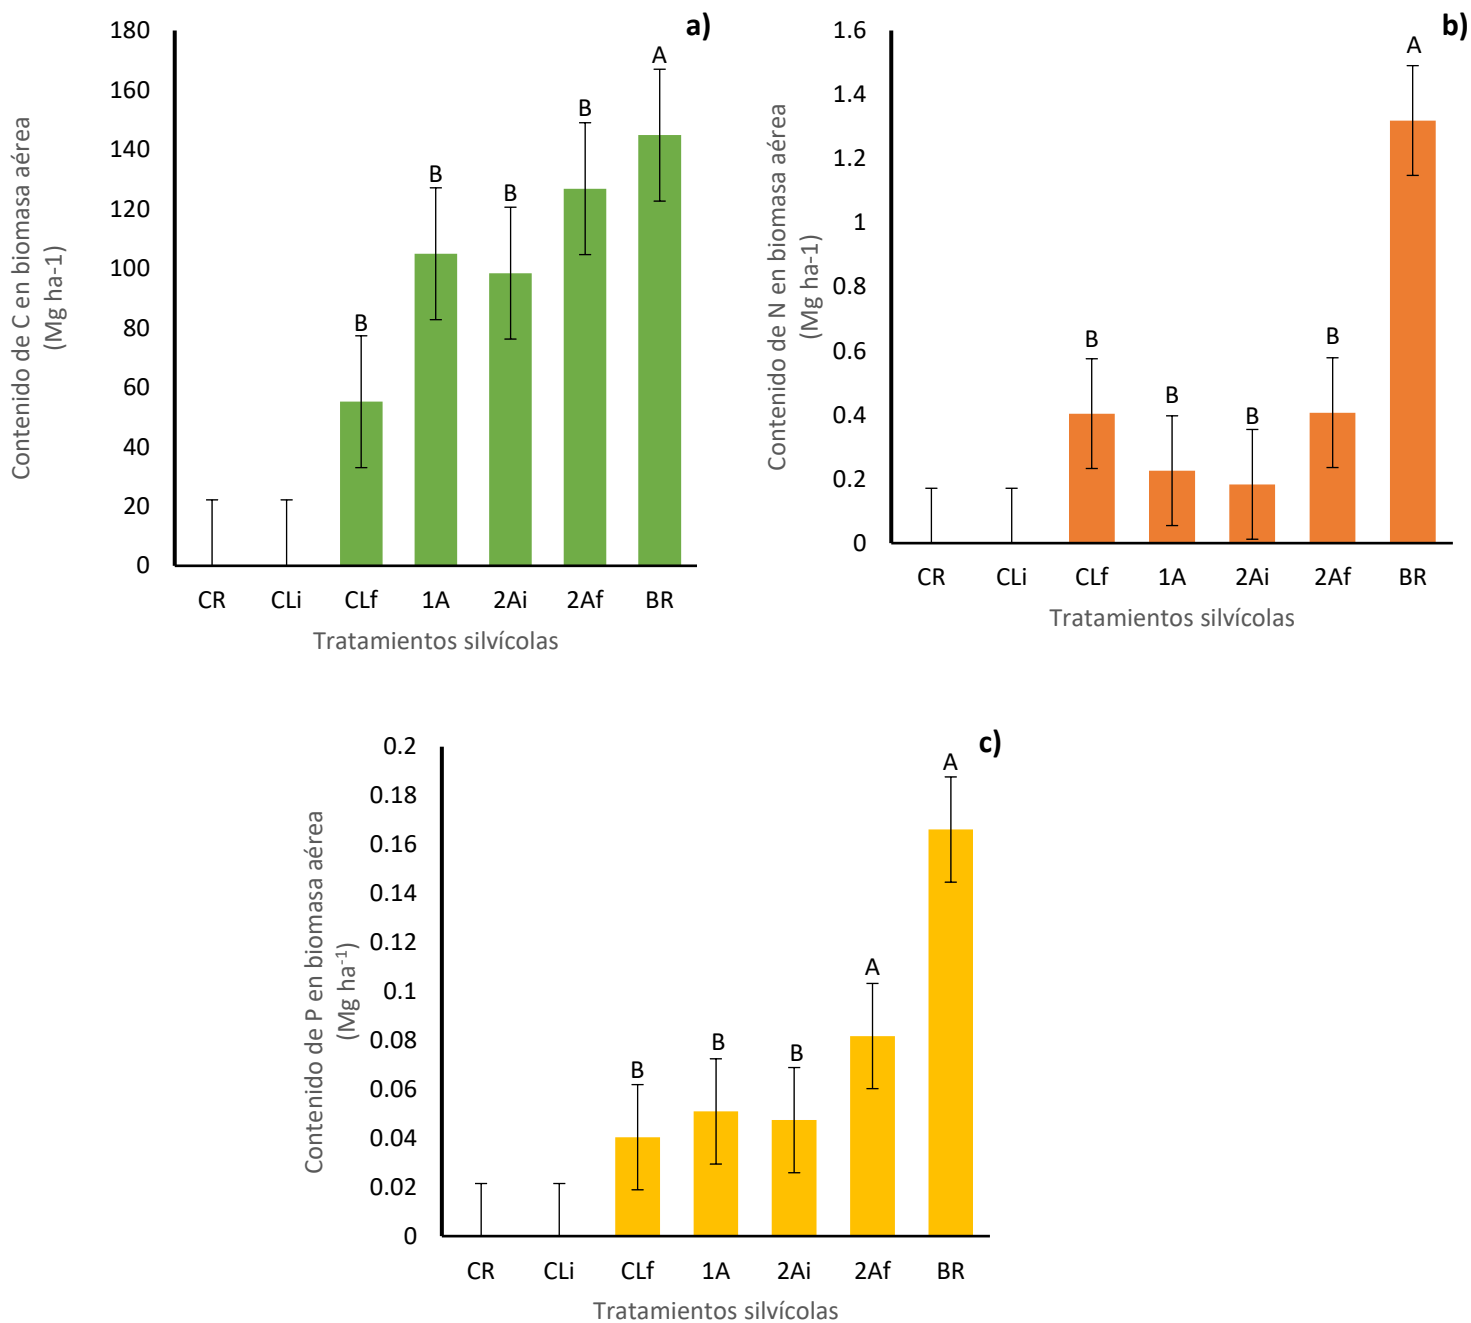 a)
Contenido de C en biomasa aérea
(Mg ha-1)
180
160
140
120
100
80
60
40
20
0
B
B
B
B
A
CR CLi CLf 1A 2Ai 2Af BR
Tratamientos silvícolas
b)
Contenido de N en biomasa aérea
(Mg ha-1)
1.6
1.4
1.2
1
0.8
0.6
0.4
0.2
0
B
B
B
B
A
CR CLi CLf 1A 2Ai 2Af BR
Tratamientos silvícolas
c)
Contenido de P en biomasa aérea
(Mg ha⁻¹)
0.2
0.18
0.16
0.14
0.12
0.1
0.08
0.06
0.04
0.02
0
B
B
B
A
A
CR CLi CLf 1A 2Ai 2Af BR
Tratamientos silvícolas